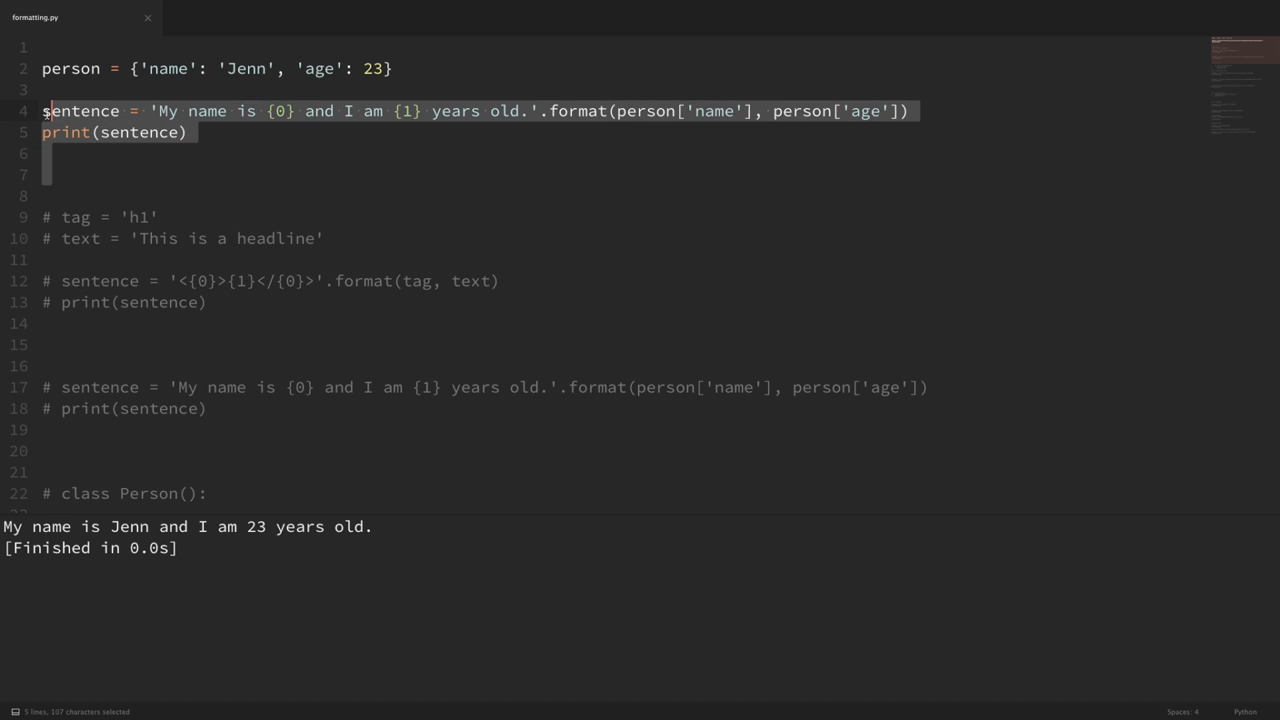 formatting.py ×
1
2 person = {'name': 'Jenn', 'age': 23}
3
4 sentence = 'My name is {0} and I am {1} years old.'.format(person['name'], person['age'])
5 print(sentence)
6
7
8
9 # tag = 'h1'
10 # text = 'This is a headline'
11
12 # sentence = '<{0}>{1}</{0}>'.format(tag, text)
13 # print(sentence)
14
15
16
17 # sentence = 'My name is {0} and I am {1} years old.'.format(person['name'], person['age'])
18 # print(sentence)
19
20
21
22 # class Person():
My name is Jenn and I am 23 years old.
[Finished in 0.0s]
5 lines, 107 characters selected Spaces: 4 Python